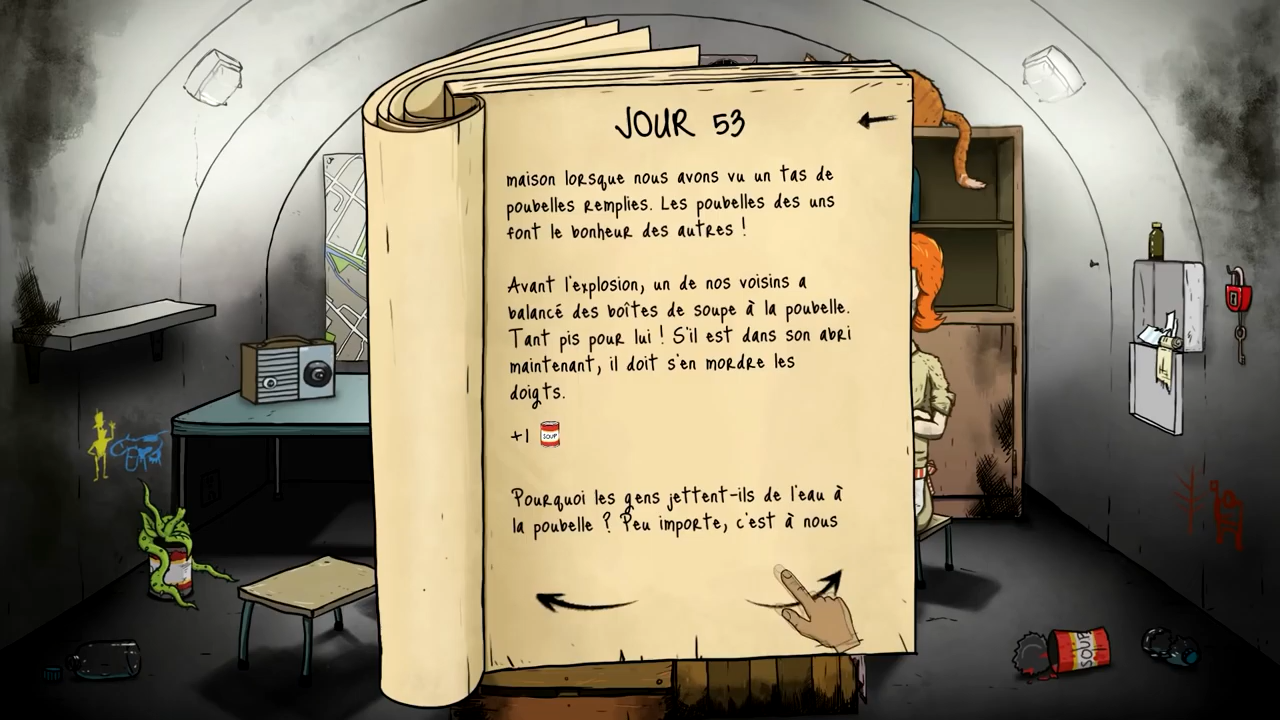 JOUR 53
maison lorsque nous avons vu un tas de
poubelles remplies. Les poubelles des uns
font le bonheur des autres !
Avant l'explosion, un de nos voisins a
balancé des boîtes de soupe à la poubelle.
Tant pis pour lui ! S'il est dans son abri
maintenant, il doit s'en mordre les
doigts.
+1 SOUP
Pourquoi les gens jettent-ils de l'eau à
la poubelle ? Peu importe, c'est à nous
SOUP